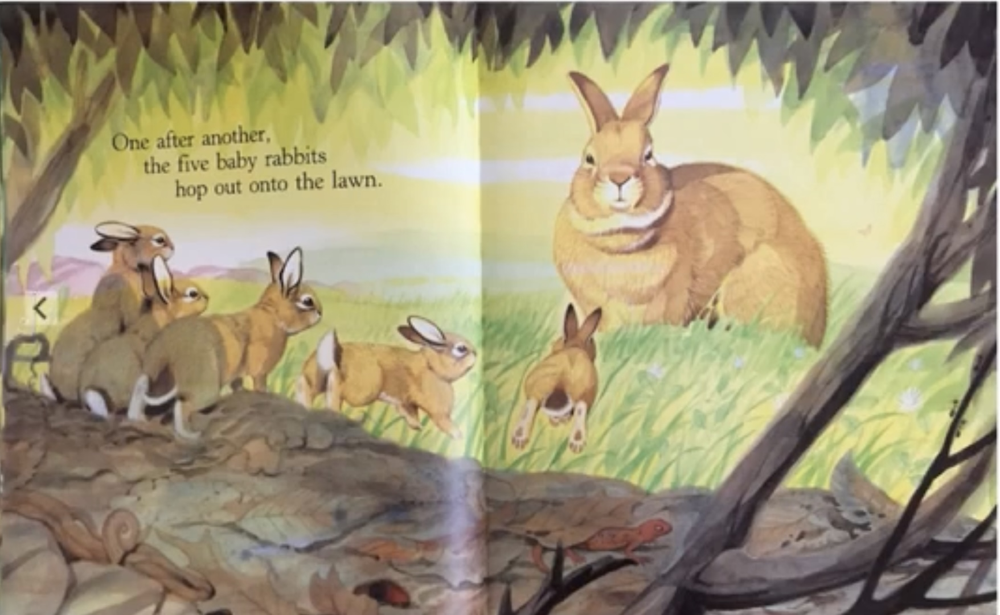 One after another,
the five baby rabbits
hop out onto the lawn.